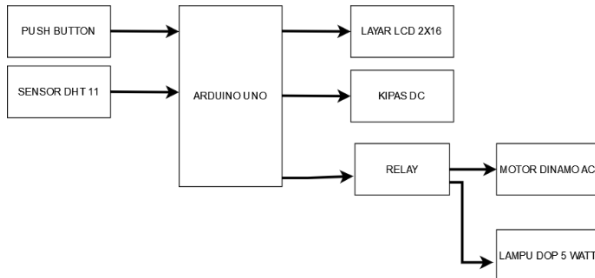 PUSH BUTTON
SENSOR DHT 11
ARDUINO UNO
LAYAR LCD 2X16
KIPAS DC
RELAY
MOTOR DINAMO AC
LAMPU DOP 5 WATT